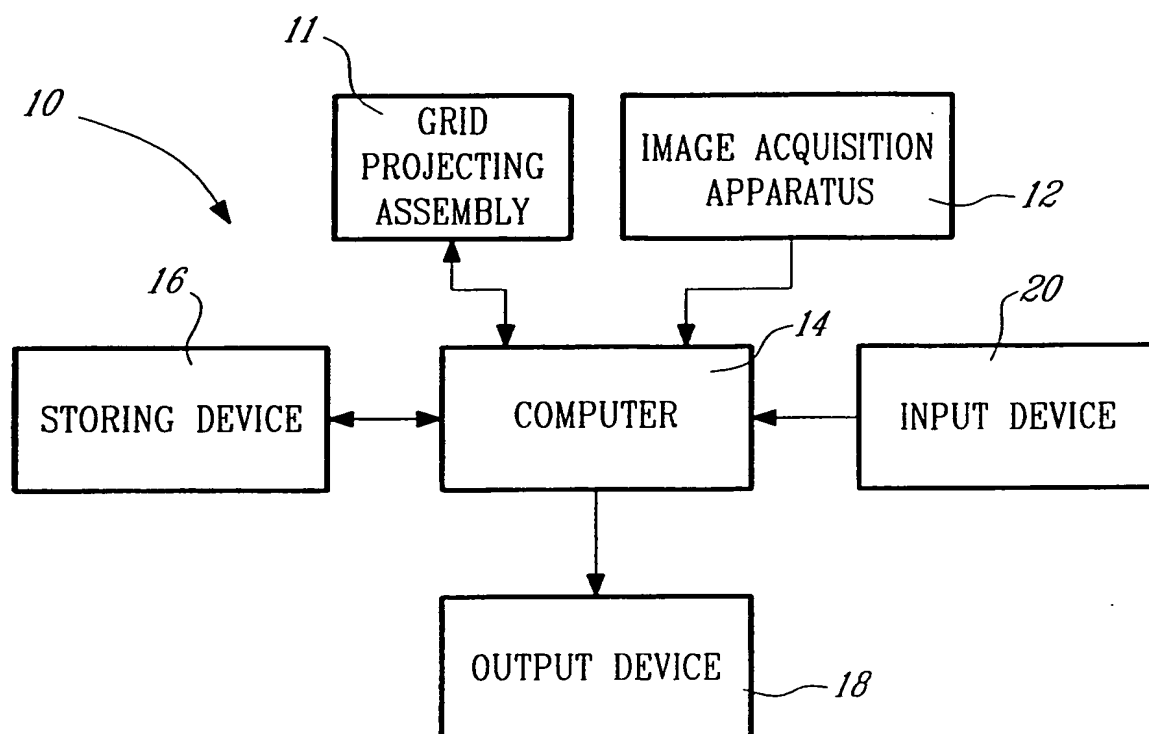 11
10
GRID
PROJECTING
ASSEMBLY
IMAGE ACQUISITION
APPARATUS
12
16
14
20
STORING DEVICE
COMPUTER
INPUT DEVICE
OUTPUT DEVICE
18